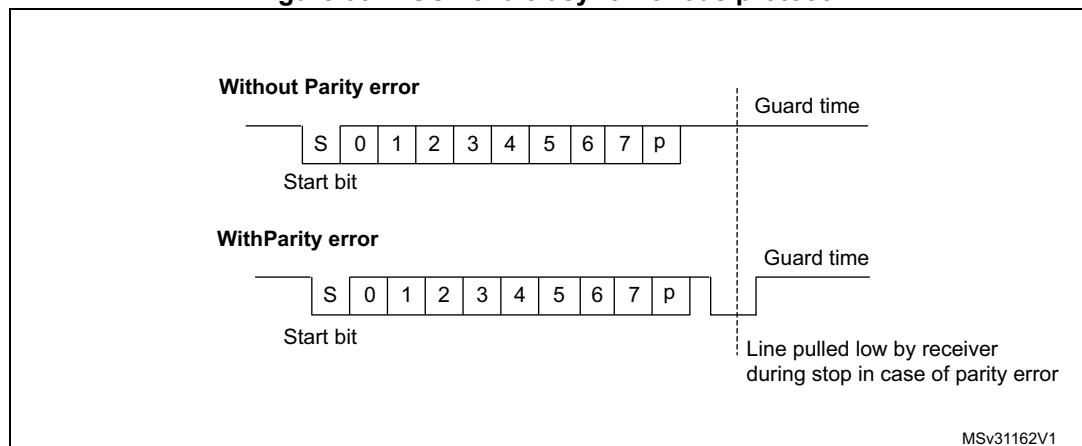 Without Parity error
Guard time
S 0 1 2 3 4 5 6 7 p
Start bit
WithParity error
Guard time
S 0 1 2 3 4 5 6 7 p
Start bit
Line pulled low by receiver
during stop in case of parity error
MSv31162V1